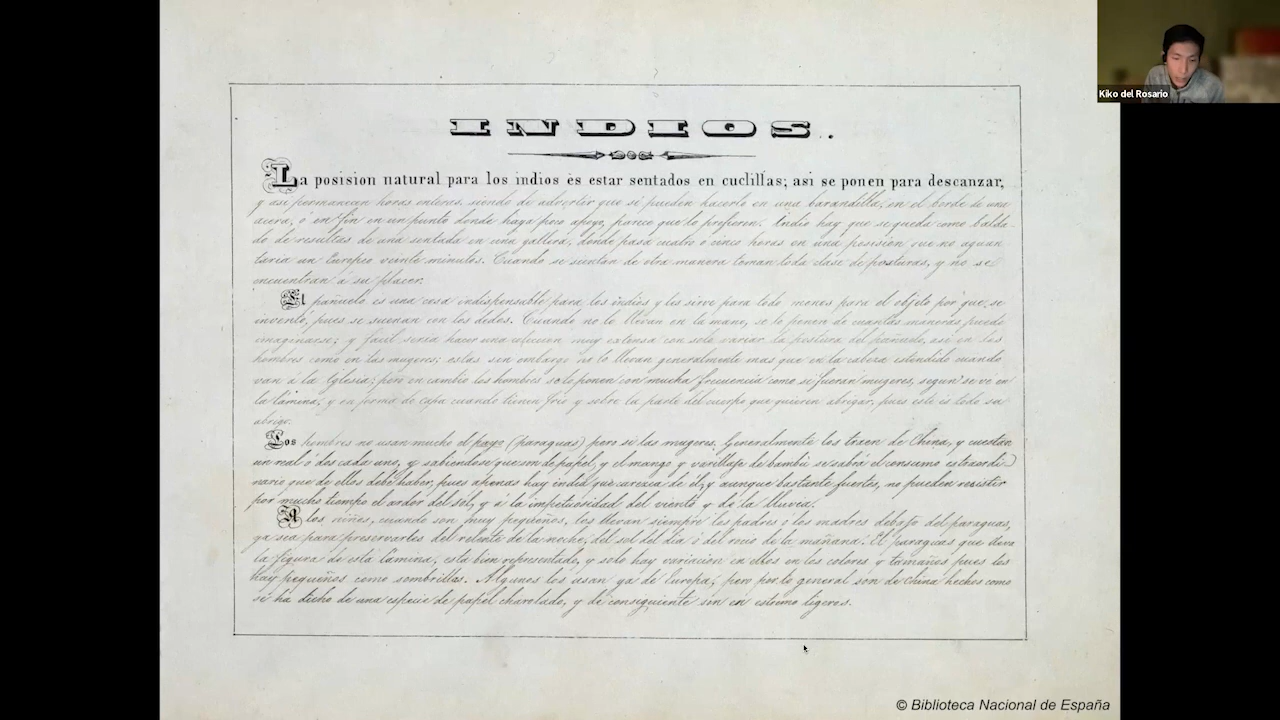 Kiko del Rosario
INDIOS.
La posision natural para los indios es estar sentados en cuclillas; asi se ponen para descanzar,
y asi permanecen horas enteras, siendo de advertir que si pueden hacerlo en una barandilla, en el borde de una
acera, ó en fin en un punto donde haya poco apoyo, parece que lo prefieren. Indio hay que se queda como balda-
do de resultas de una sentada en una gallera, donde pasa cuatro ó cinco horas en una posision que no aguan
taria un Europeo veinte minutos. Cuando se sientan de otra manera toman toda clase de posturas, y no se
encuentran á su placer.
El pañuelo es una cosa indispensable para los indios y les sirve para todo menos para el objeto por que se
inventó, pues se suenan con los dedos. Cuando no lo llevan en la mano, se lo ponen de cuantas maneras puede
imaginarse; y facil seria hacer una colección muy extensa con solo variar la postura del pañuelo, asi en los
hombres como en las mugeres; estas sin embargo no lo llevan generalmente mas que en la cabeza estendido cuando
van á la Iglesia; pero en cambio los hombres se lo ponen con mucha frecuencia como si fueran mugeres, segun se ve en
la lámina, y en forma de capa cuando tienen frio y sobre la parte del cuerpo que quieren abrigar, pues este es todo su
abrigo.
Los hombres no usan mucho el payo (paraguas) pero si las mugeres. Generalmente los traen de China, y cuestan
un real ó dos cada uno, y sabiendose que son de papel, y el mango y varillage de bambú se sabrá el consumo estraordi
nario que de ellos debe haber, pues apenas hay india que carezca de él, y aunque bastante fuertes, no pueden resistir
por mucho tiempo el ardor del sol, y á la impetuosidad del viento y de la lluvia.
A los niños, cuando son muy pequeños, los llevan siempre los padres ó las madres debajo del paraguas,
ya sea para preservarles del relente de la noche, del sol del dia ó del rocio de la mañana. El paraguas que lleva
la figura de esta lámina, está bien representado, y solo hay variacion en ellos en los colores y tamaños pues los
hay pequeños como sombrillas. Algunos los usan ya de Europa, pero por lo general son de China hechos como
se ha dicho de una especie de papel charolado, y de consiguiente son en estremo ligeros.
© Biblioteca Nacional de España